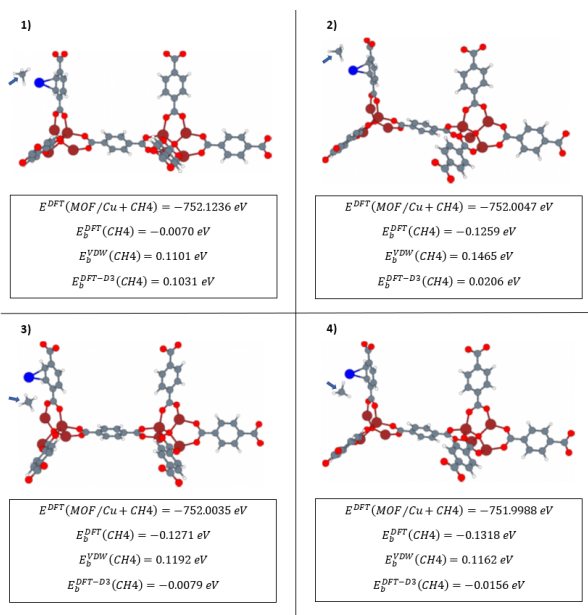 1)
E^DFT(MOF/Cu + CH4) = −752.1236 eV
E_b^DFT(CH4) = −0.0070 eV
E_b^VDW(CH4) = 0.1101 eV
E_b^DFT−D3(CH4) = 0.1031 eV
2)
E^DFT(MOF/Cu + CH4) = −752.0047 eV
E_b^DFT(CH4) = −0.1259 eV
E_b^VDW(CH4) = 0.1465 eV
E_b^DFT−D3(CH4) = 0.0206 eV
3)
E^DFT(MOF/Cu + CH4) = −752.0035 eV
E_b^DFT(CH4) = −0.1271 eV
E_b^VDW(CH4) = 0.1192 eV
E_b^DFT−D3(CH4) = −0.0079 eV
4)
E^DFT(MOF/Cu + CH4) = −751.9988 eV
E_b^DFT(CH4) = −0.1318 eV
E_b^VDW(CH4) = 0.1162 eV
E_b^DFT−D3(CH4) = −0.0156 eV